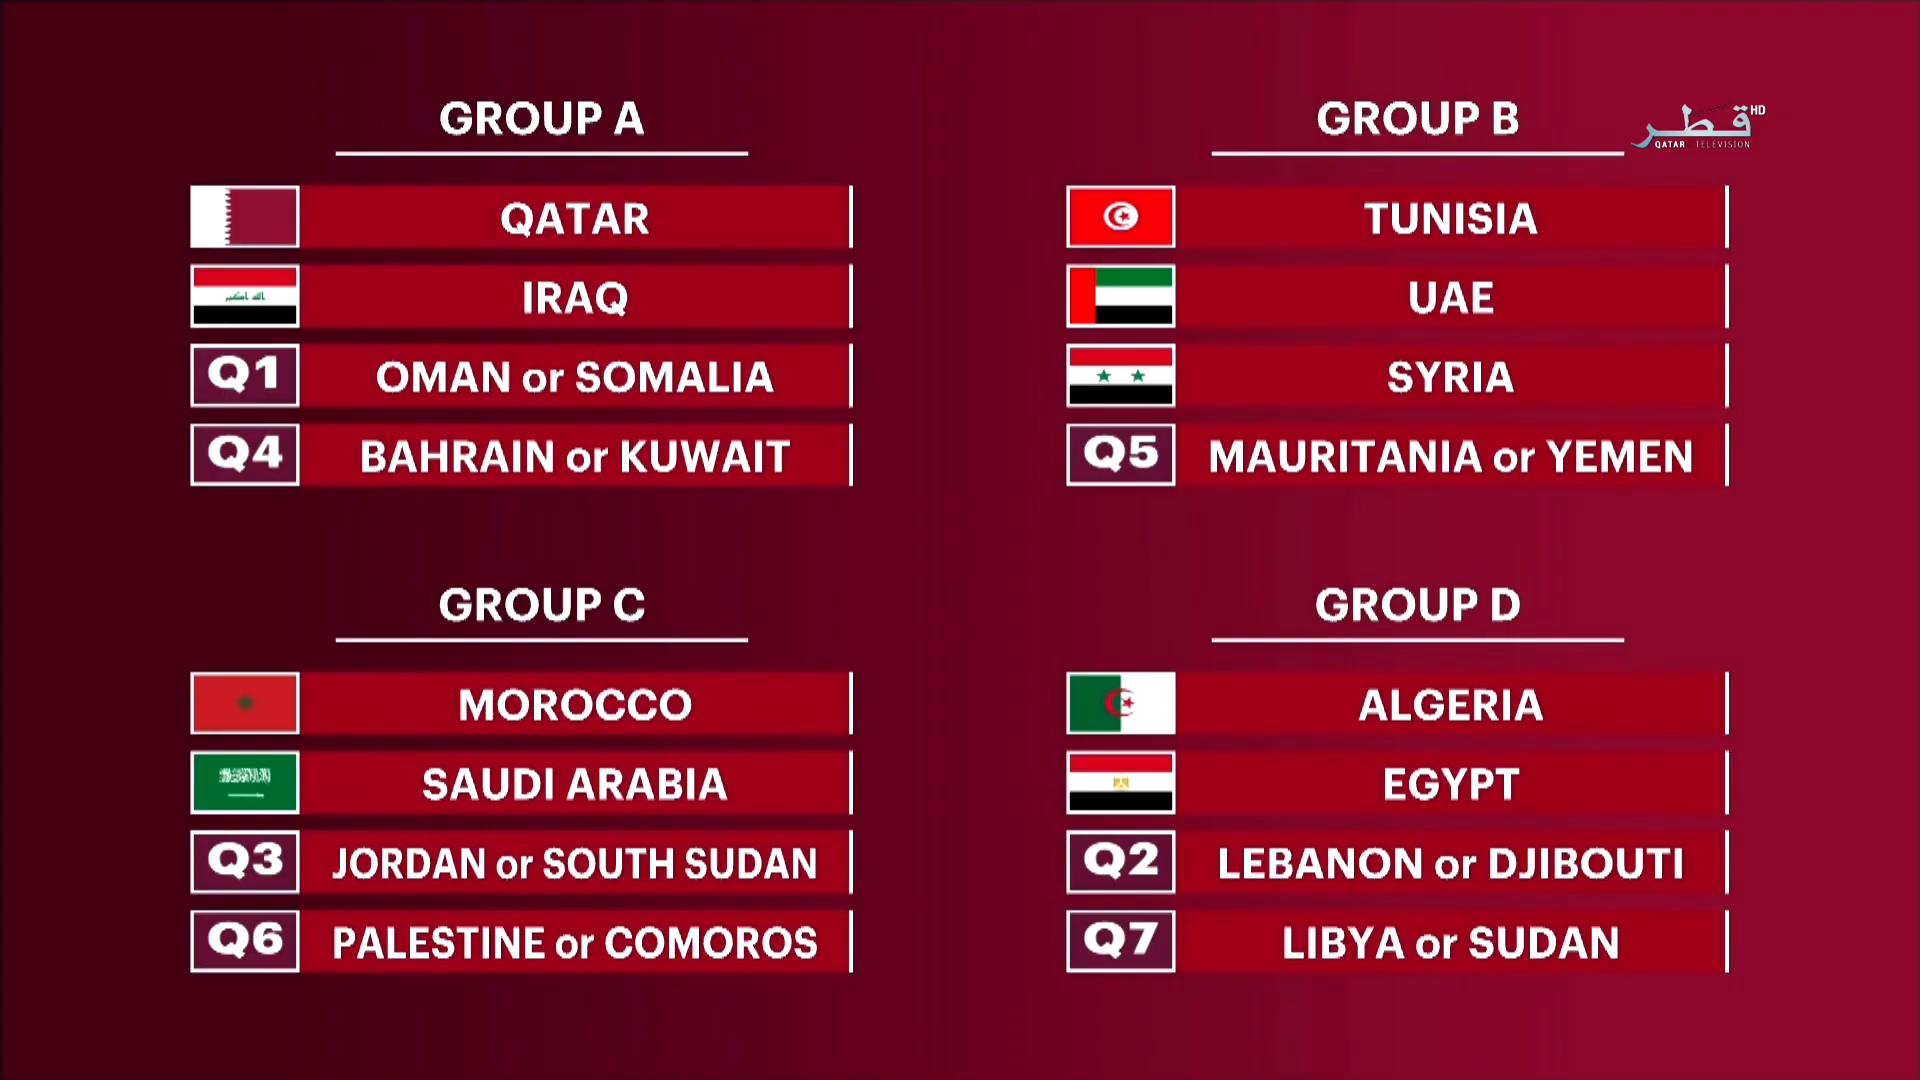 GROUP A
QATAR
IRAQ
Q1 OMAN or SOMALIA
Q4 BAHRAIN or KUWAIT
GROUP B
قطر HD
QATAR TELEVISION
TUNISIA
UAE
SYRIA
Q5 MAURITANIA or YEMEN
GROUP C
MOROCCO
SAUDI ARABIA
Q3 JORDAN or SOUTH SUDAN
Q6 PALESTINE or COMOROS
GROUP D
ALGERIA
EGYPT
Q2 LEBANON or DJIBOUTI
Q7 LIBYA or SUDAN